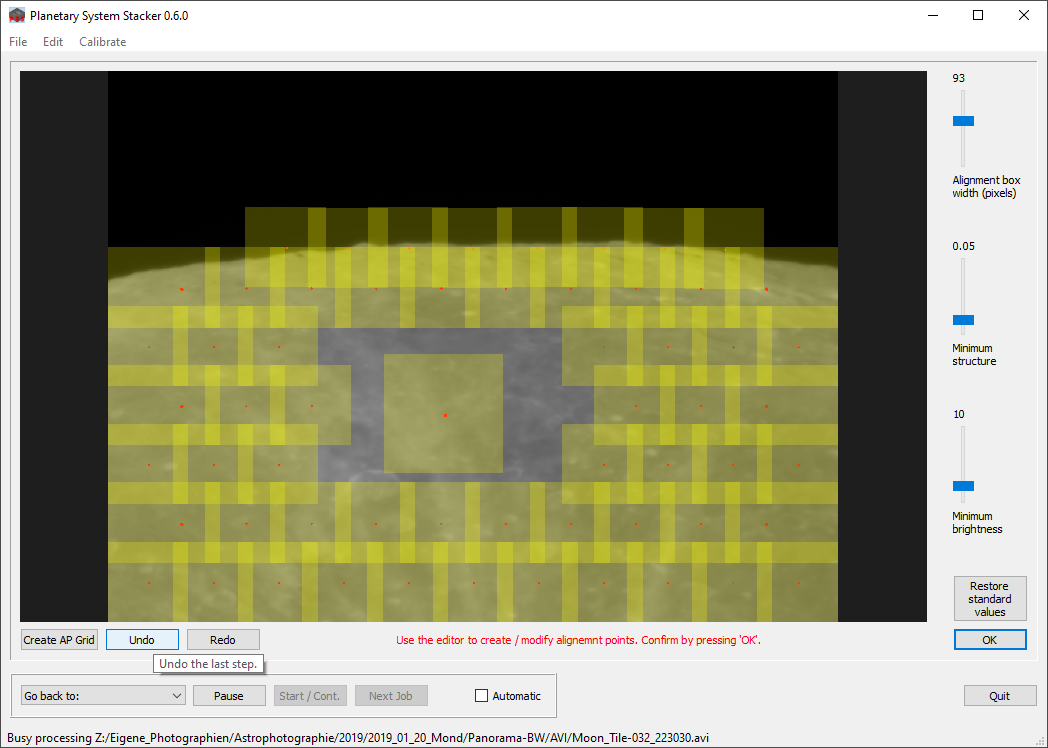 Planetary System Stacker 0.6.0
File Edit Calibrate
93
Alignment box
width (pixels)
0.05
Minimum
structure
10
Minimum
brightness
Restore
standard
values
Create AP Grid Undo Redo Use the editor to create / modify alignemnt points. Confirm by pressing 'OK'. OK
Undo the last step.
Go back to: Pause Start / Cont. Next Job Automatic Quit
Busy processing Z:/Eigene_Photographien/Astrophotographie/2019/2019_01_20_Mond/Panorama-BW/AVI/Moon_Tile-032_223030.avi